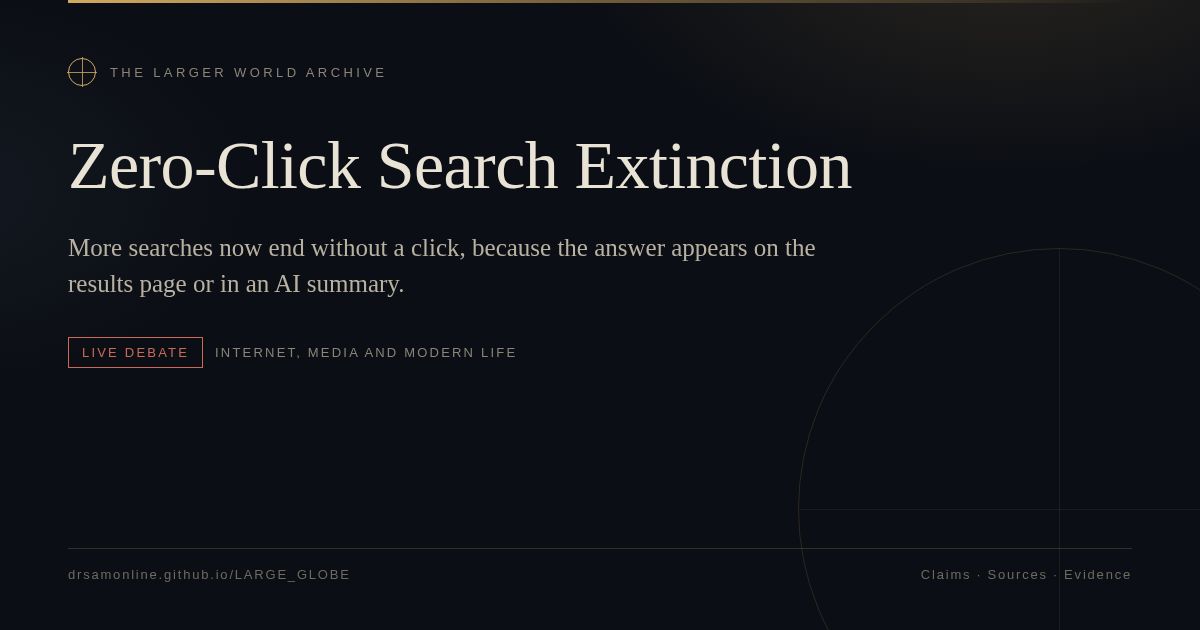 THE LARGER WORLD ARCHIVE
Zero-Click Search Extinction
More searches now end without a click, because the answer appears on the
results page or in an AI summary.
LIVE DEBATE
INTERNET, MEDIA AND MODERN LIFE
drsamonline.github.io/LARGE_GLOBE
Claims · Sources · Evidence